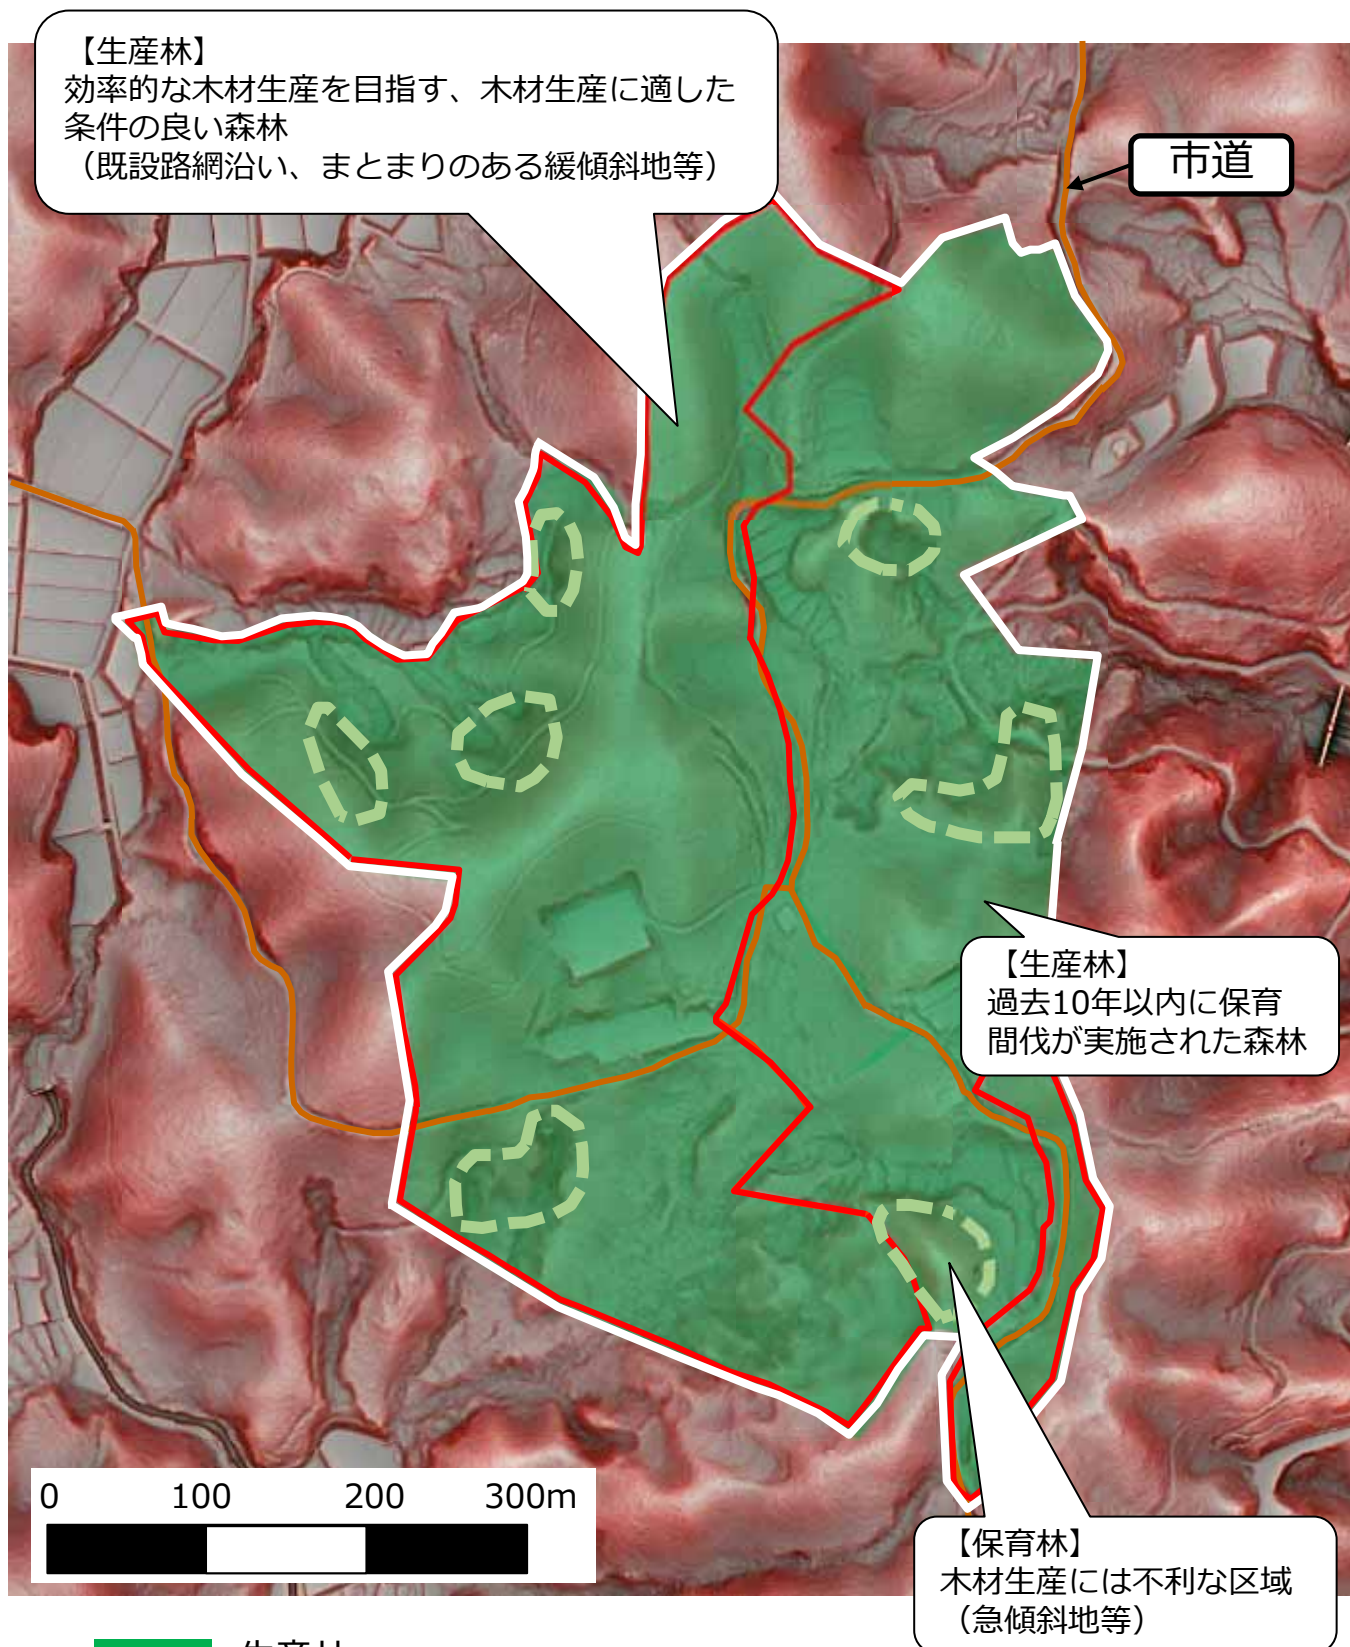 【生産林】
効率的な木材生産を目指す、木材生産に適した
条件の良い森林
（既設路網沿い、まとまりのある緩傾斜地等）
市道
【生産林】
過去10年以内に保育
間伐が実施された森林
0 100 200 300m
【保育林】
木材生産には不利な区域
（急傾斜地等）